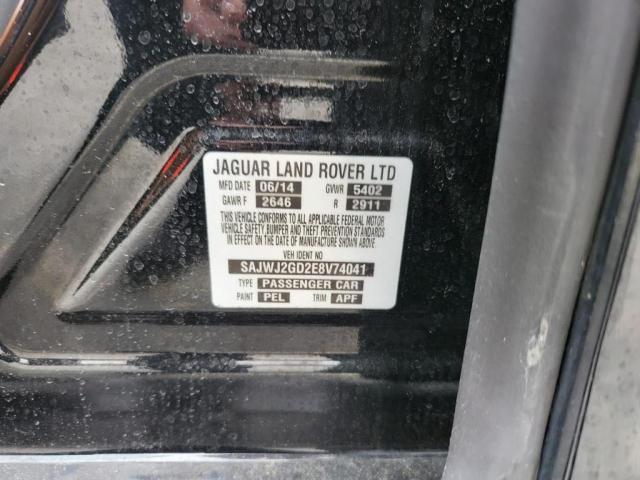 JAGUAR LAND ROVER LTD
MFD DATE 06/14 GVWR 5402
GAWR F 2646 R 2911
THIS VEHICLE CONFORMS TO ALL APPLICABLE FEDERAL MOTOR
VEHICLE SAFETY, BUMPER AND THEFT PREVENTION STANDARDS
IN EFFECT ON THE DATE OF MANUFACTURE SHOWN ABOVE.
VEH IDENT NO
SAJWJ2GD2E8V74041
TYPE PASSENGER CAR
PAINT PEL TRIM APF